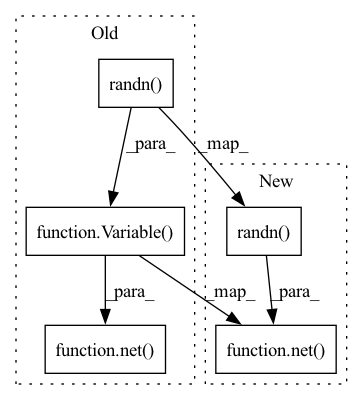 Old
randn()
_para_
_map_
New
function.Variable()
randn()
_para_
_map_
_para_
function.net()
function.net()